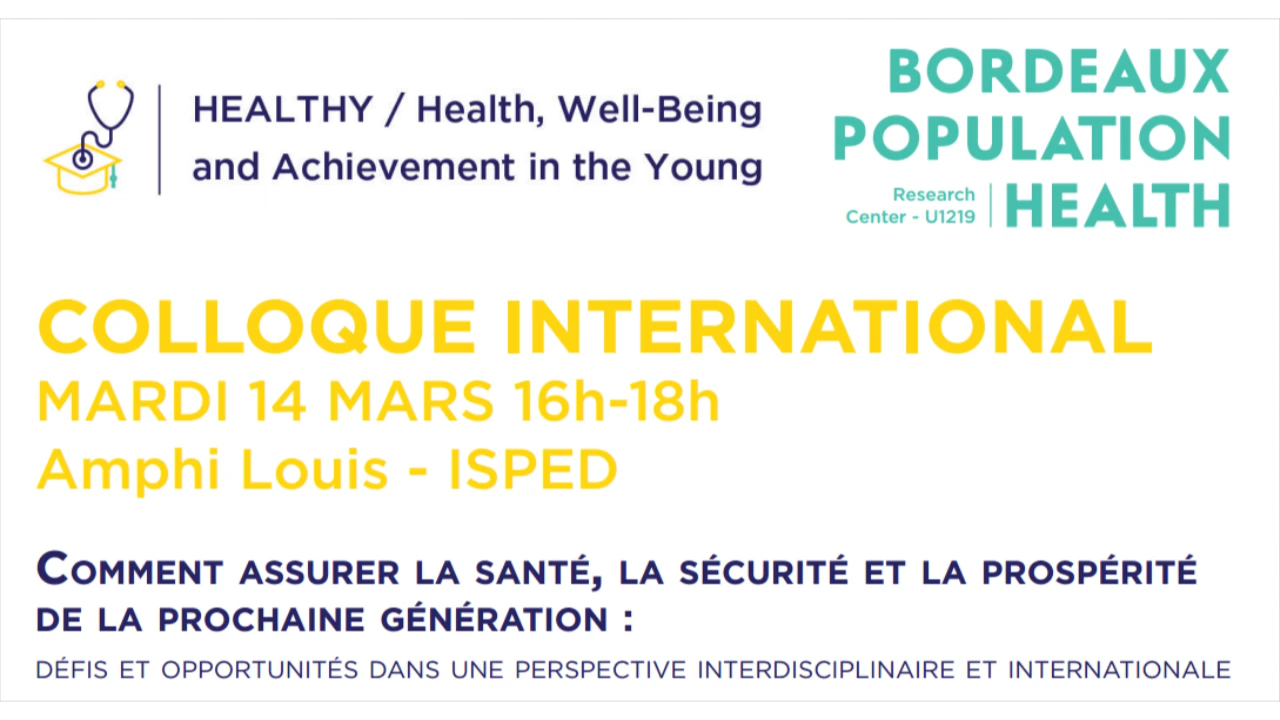 HEALTHY / Health, Well-Being
and Achievement in the Young
BORDEAUX
POPULATION
Research
Center - U1219
HEALTH
COLLOQUE INTERNATIONAL
MARDI 14 MARS 16h-18h
Amphi Louis - ISPED
COMMENT ASSURER LA SANTÉ, LA SÉCURITÉ ET LA PROSPÉRITÉ
DE LA PROCHAINE GÉNÉRATION :
DÉFIS ET OPPORTUNITÉS DANS UNE PERSPECTIVE INTERDISCIPLINAIRE ET INTERNATIONALE